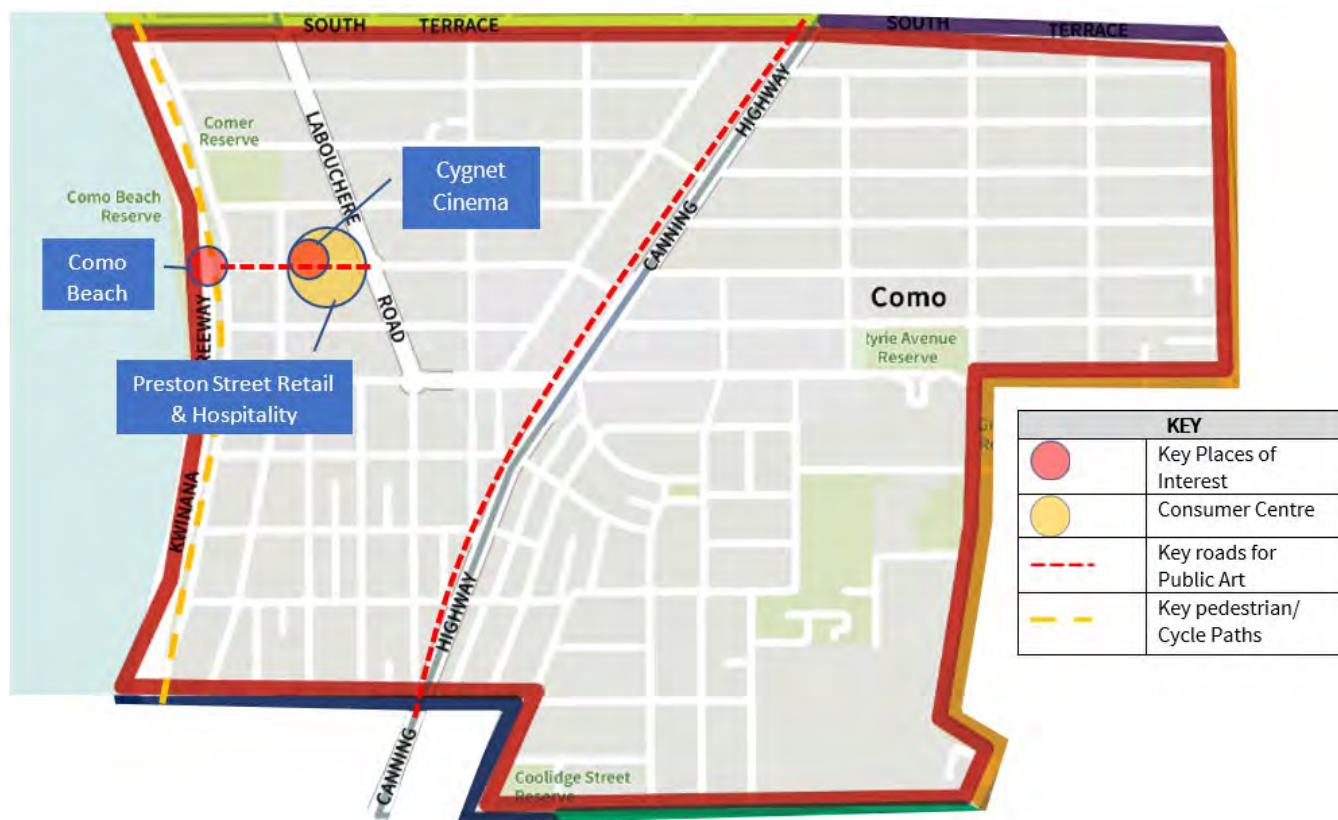 SOUTH TERRACE
SOUTH TERRACE
Comer
Reserve
LABOUCHERE
ROAD
Cygnet
Cinema
CANNING
HIGHWAY
Como Beach
Reserve
Como
Beach
Preston Street Retail
& Hospitality
KWINANA
REEWAY
Como
yrie Avenue
Reserve
KEY
Key Places of
Interest
Consumer Centre
Key roads for
Public Art
Key pedestrian/
Cycle Paths
HIGHWAY
CANNING
Coolidge Street
Reserve